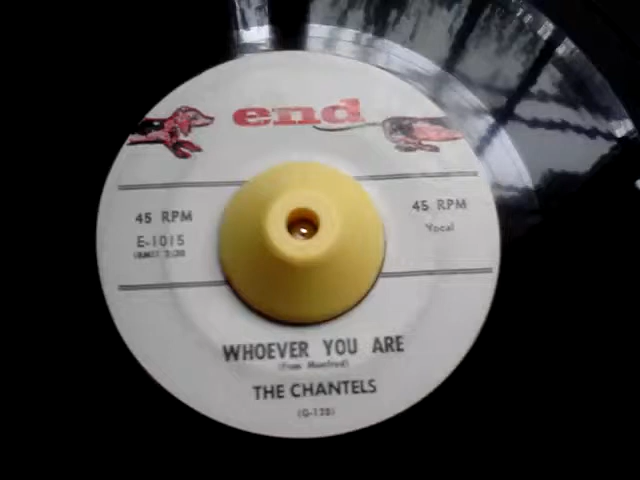 end
45 RPM
E-1015
45 RPM
Vocal
WHOEVER YOU ARE
THE CHANTELS